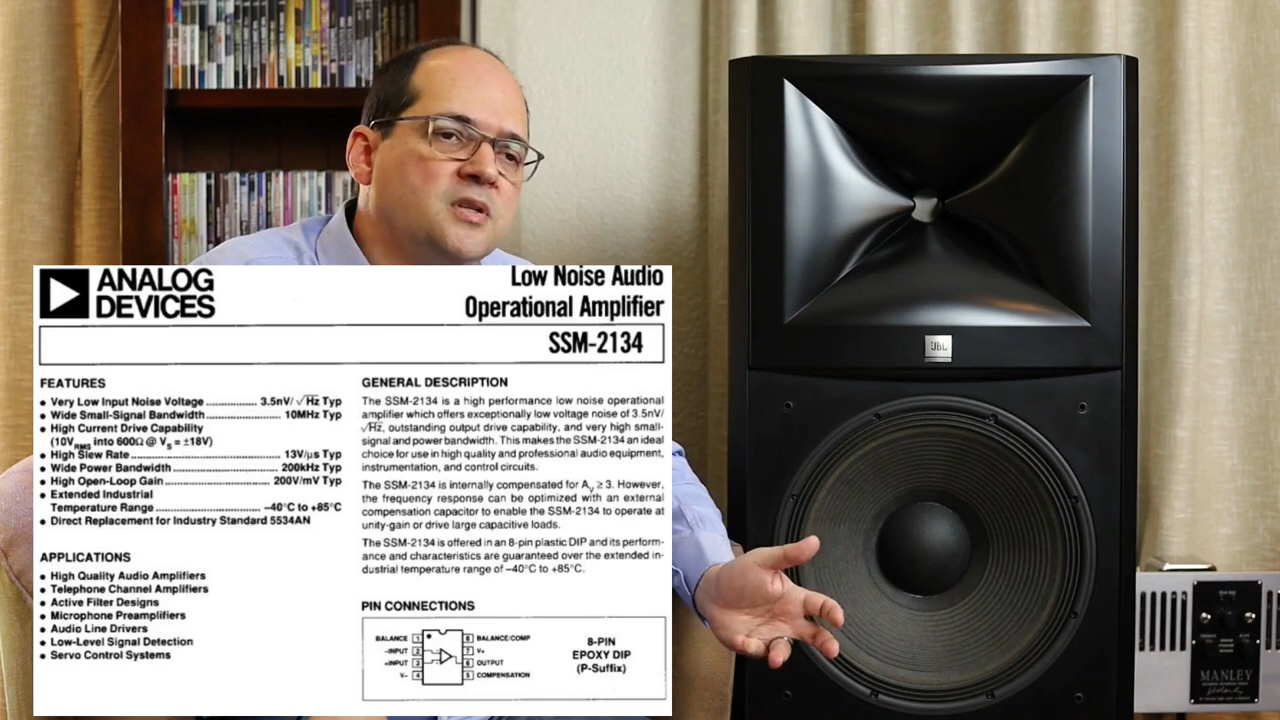 ANALOG
DEVICES
Low Noise Audio
Operational Amplifier
SSM-2134
FEATURES
● Very Low Input Noise Voltage ............ 3.5nV/ √Hz Typ
● Wide Small-Signal Bandwidth ........................ 10MHz Typ
● High Current Drive Capability
(10V RMS into 600Ω @ VS = ±18V)
● High Slew Rate ............................................. 13V/µs Typ
● Wide Power Bandwidth ................................ 200kHz Typ
● High Open-Loop Gain ................................ 200V/mV Typ
● Extended Industrial
Temperature Range ......................... –40°C to +85°C
● Direct Replacement for Industry Standard 5534AN
APPLICATIONS
● High Quality Audio Amplifiers
● Telephone Channel Amplifiers
● Active Filter Designs
● Microphone Preamplifiers
● Audio Line Drivers
● Low-Level Signal Detection
● Servo Control Systems
GENERAL DESCRIPTION
The SSM-2134 is a high performance low noise operational
amplifier which offers exceptionally low voltage noise of 3.5nV/
√Hz, outstanding output drive capability, and very high small-
signal and power bandwidth. This makes the SSM-2134 an ideal
choice for use in high quality and professional audio equipment,
instrumentation, and control circuits.
The SSM-2134 is internally compensated for AV ≥ 3. However,
the frequency response can be optimized with an external
compensation capacitor to enable the SSM-2134 to operate at
unity-gain or drive large capacitive loads.
The SSM-2134 is offered in an 8-pin plastic DIP and its perform-
ance and characteristics are guaranteed over the extended in-
dustrial temperature range of –40°C to +85°C.
PIN CONNECTIONS
BALANCE 1 8 BALANCE/COMP
–INPUT 2 7 V+
+INPUT 3 6 OUTPUT
V– 4 5 COMPENSATION
8-PIN
EPOXY DIP
(P-Suffix)
JBL
MANLEY